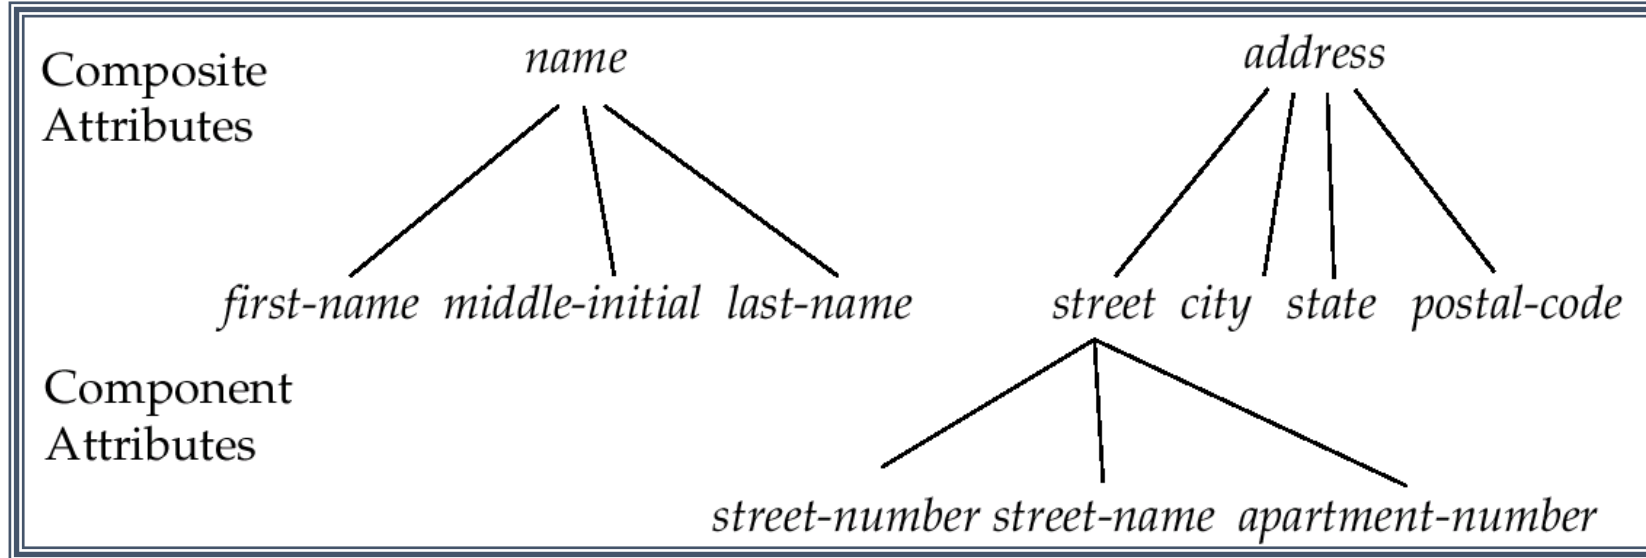 Composite
Attributes
name
address
first-name middle-initial last-name
street city state postal-code
Component
Attributes
street-number street-name apartment-number